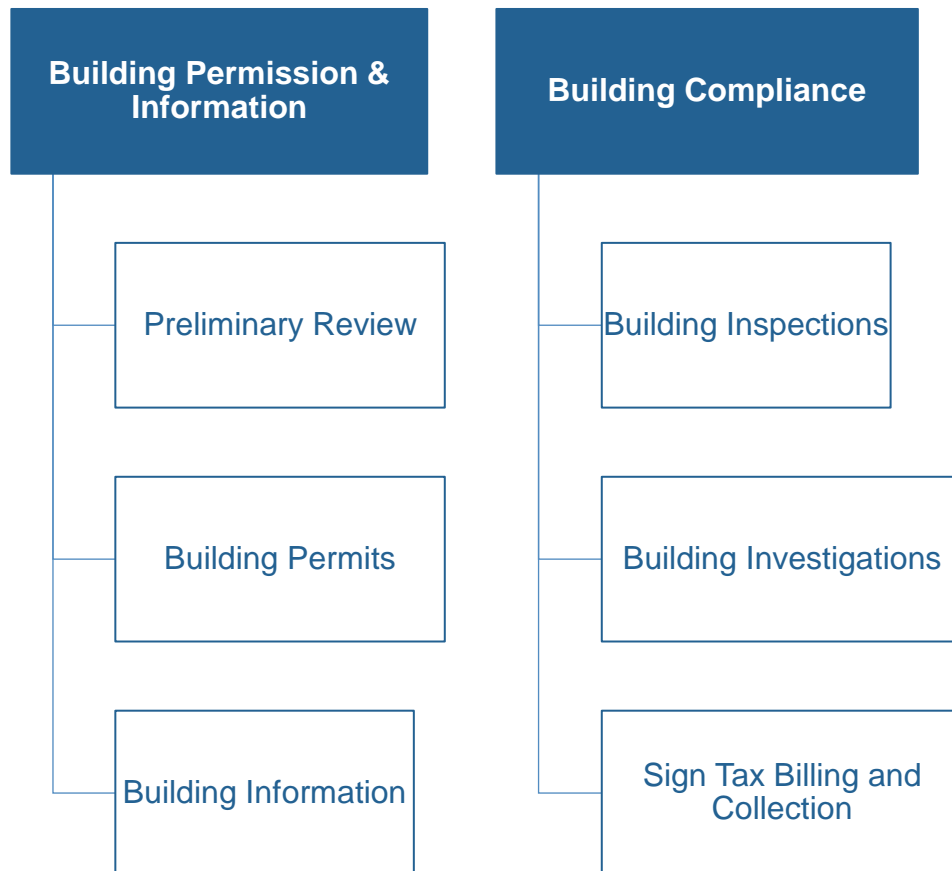 Building Permission &
Information
Preliminary Review
Building Permits
Building Information
Building Compliance
Building Inspections
Building Investigations
Sign Tax Billing and
Collection